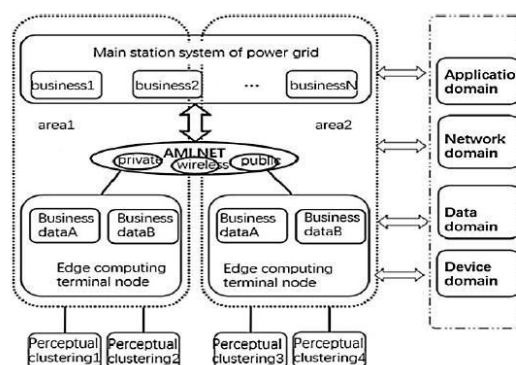 Main station system of power grid
business1
business2
...
businessN
area1
area2
AMI.NET
private
wireless
public
Business
dataA
Business
dataB
Edge computing
terminal node
Business
dataA
Business
dataB
Edge computing
terminal node
Perceptual
clustering1
Perceptual
clustering2
Perceptual
clustering3
Perceptual
clustering4
Application
domain
Network
domain
Data
domain
Device
domain